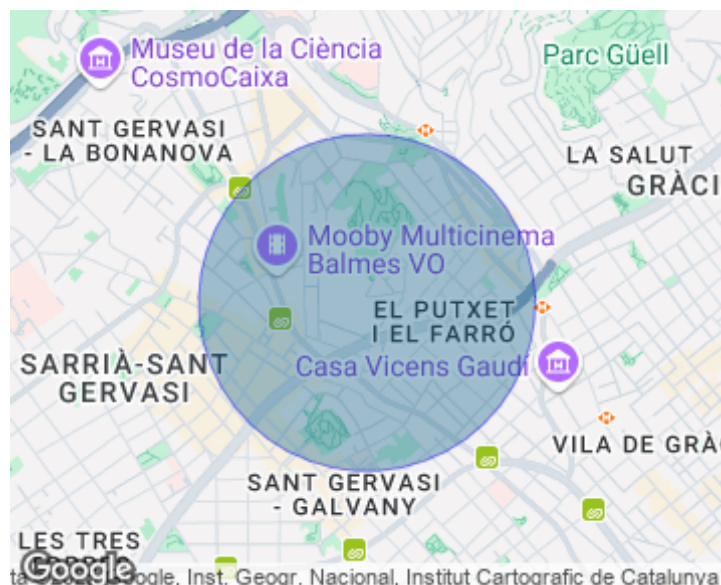 Museu de la Ciència
CosmoCaixa
Parc Güell
SANT GERVASI
- LA BONANOVA
LA SALUT
GRÀCI
Mooby Multicinema
Balmes VO
EL PUTXET
I EL FARRÓ
SARRIÀ-SANT
GERVASI
Casa Vicens Gaudí
VILA DE GRÀC
SANT GERVASI
- GALVANY
LES TRES
Google
Inst. Geogr. Nacional, Institut Cartogràfic de Catalunya